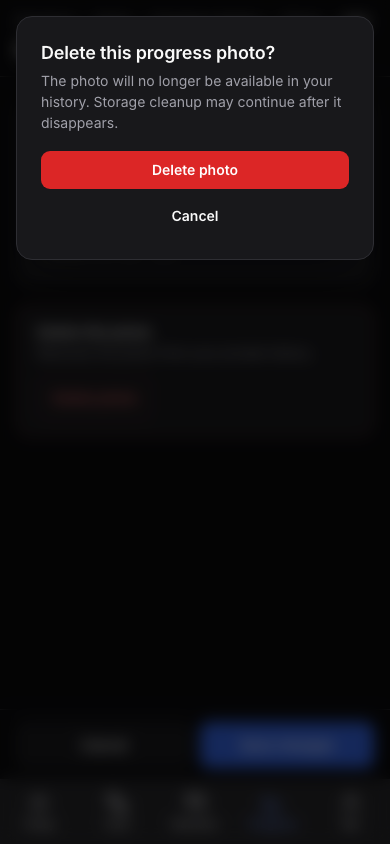 Delete this progress photo?
The photo will no longer be available in your
history. Storage cleanup may continue after it
disappears.
Delete photo
Cancel